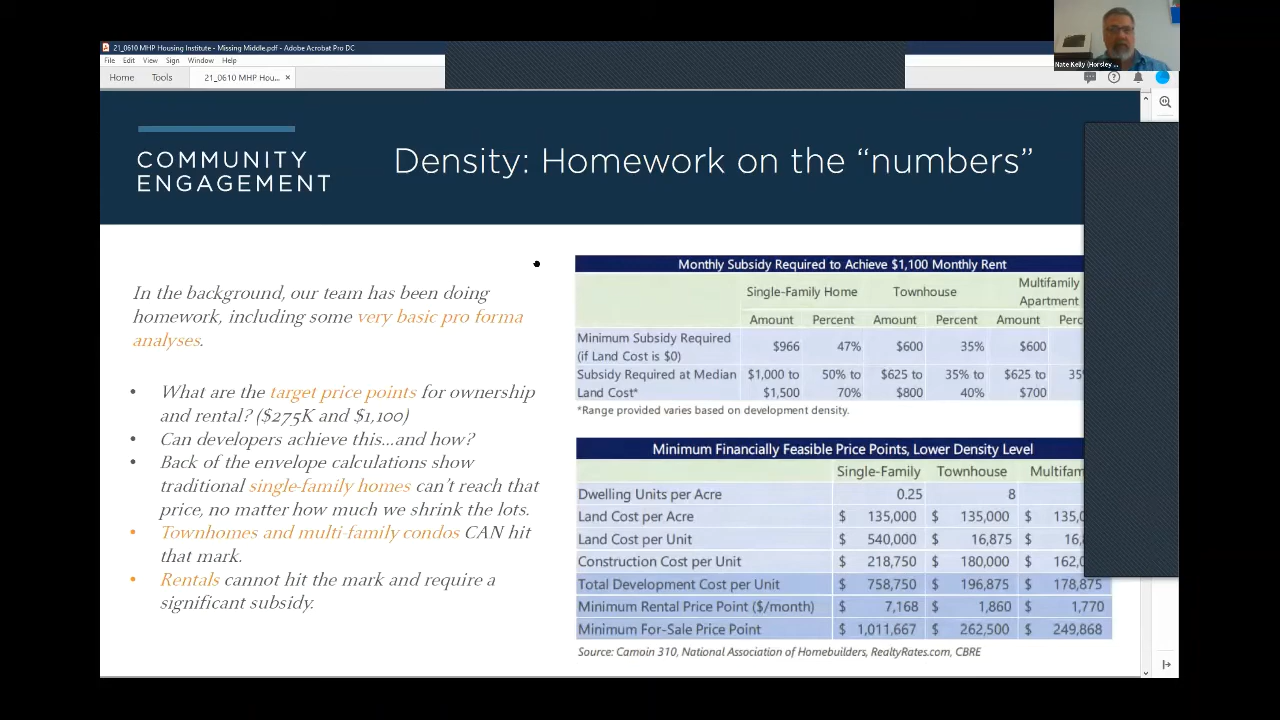 21_0610 MHP Housing Institute - Missing Middle.pdf - Adobe Acrobat Pro DC
File Edit View Sign Window Help
Home Tools 21_0610 MHP Hou... ×
Nate Kelly (Horsley ...
COMMUNITY
ENGAGEMENT
Density: Homework on the “numbers”
In the background, our team has been doing
homework, including some very basic pro forma
analyses.
• What are the target price points for ownership
and rental? ($275K and $1,100)
• Can developers achieve this...and how?
• Back of the envelope calculations show
traditional single-family homes can't reach that
price, no matter how much we shrink the lots.
• Townhomes and multi-family condos CAN hit
that mark.
• Rentals cannot hit the mark and require a
significant subsidy.
Monthly Subsidy Required to Achieve $1,100 Monthly Rent
Single-Family Home Townhouse Multifamily
Apartment
Amount Percent Amount Percent Amount Perc
Minimum Subsidy Required
(if Land Cost is $0) $966 47% $600 35% $600
Subsidy Required at Median $1,000 to 50% to $625 to 35% to $625 to 35%
Land Cost* $1,500 70% $800 40% $700
*Range provided varies based on development density.
Minimum Financially Feasible Price Points, Lower Density Level
Single-Family Townhouse Multifam
Dwelling Units per Acre 0.25 8
Land Cost per Acre $ 135,000 $ 135,000 $ 135,0
Land Cost per Unit $ 540,000 $ 16,875 $ 16,
Construction Cost per Unit $ 218,750 $ 180,000 $ 162,0
Total Development Cost per Unit $ 758,750 $ 196,875 $ 178,875
Minimum Rental Price Point ($/month) $ 7,168 $ 1,860 $ 1,770
Minimum For-Sale Price Point $ 1,011,667 $ 262,500 $ 249,868
Source: Camoin 310, National Association of Homebuilders, RealtyRates.com, CBRE